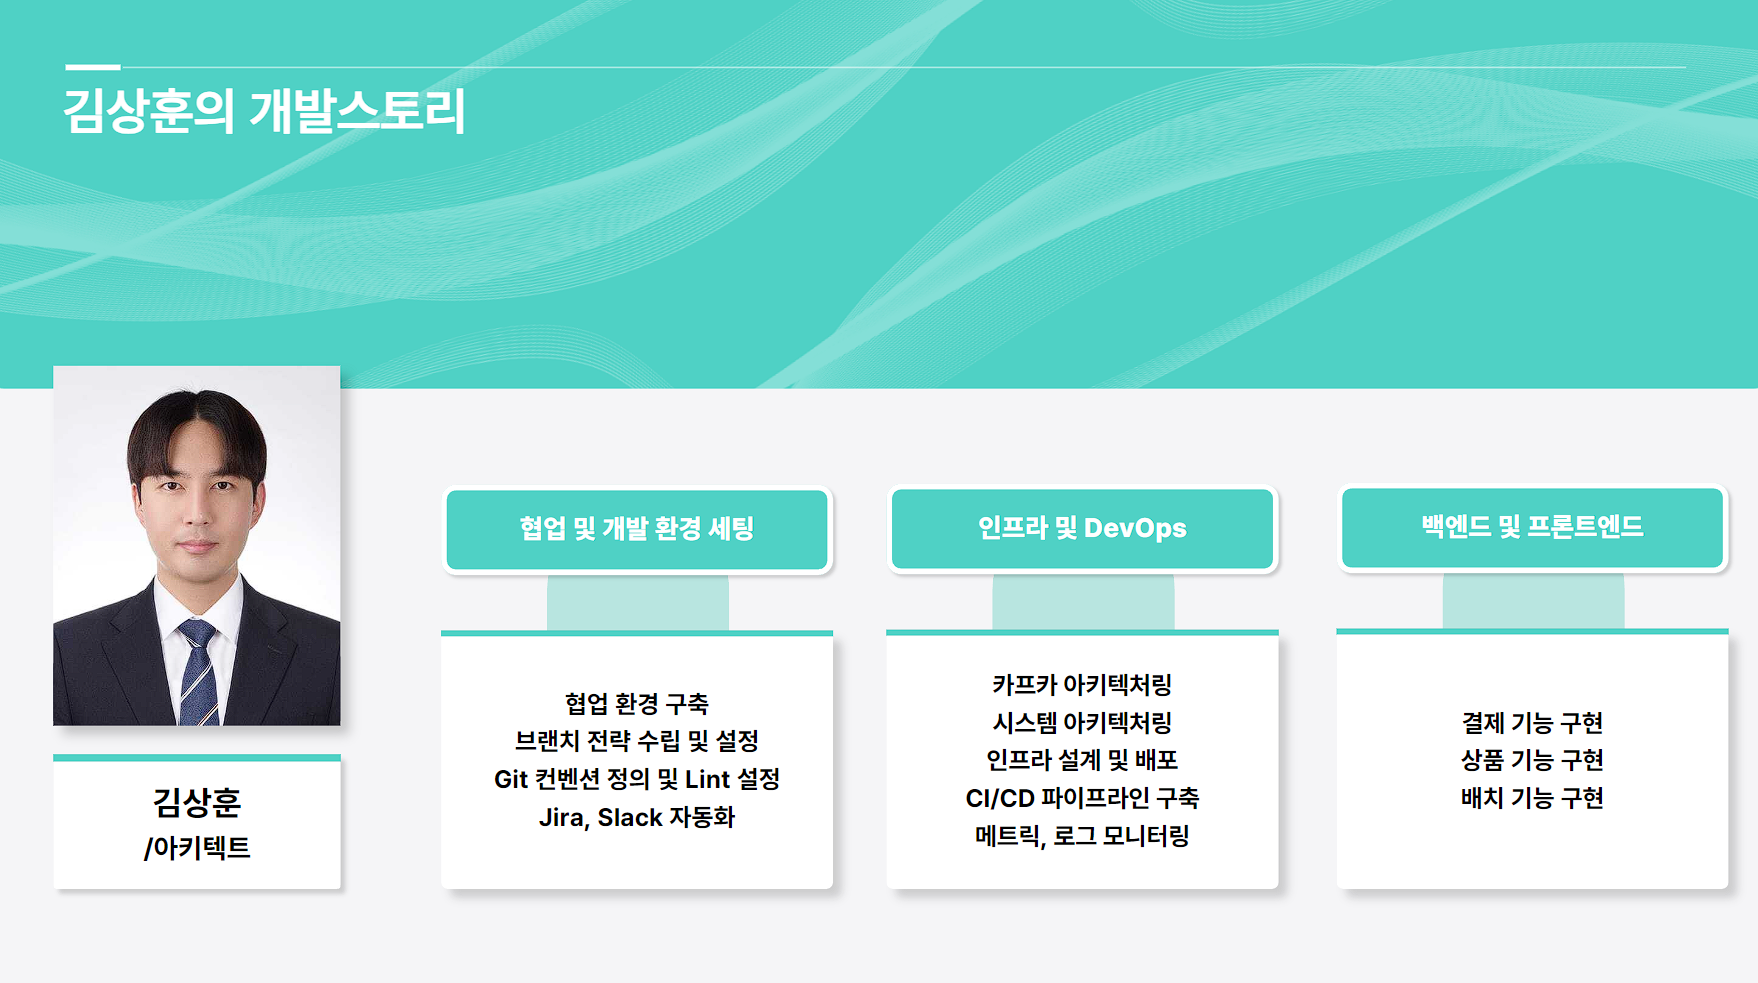 김상훈의 개발스토리
김상훈
/아키텍트
협업 및 개발 환경 세팅
협업 환경 구축
브랜치 전략 수립 및 설정
Git 컨벤션 정의 및 Lint 설정
Jira, Slack 자동화
인프라 및 DevOps
카프카 아키텍처링
시스템 아키텍처링
인프라 설계 및 배포
CI/CD 파이프라인 구축
메트릭, 로그 모니터링
백엔드 및 프론트엔드
결제 기능 구현
상품 기능 구현
배치 기능 구현